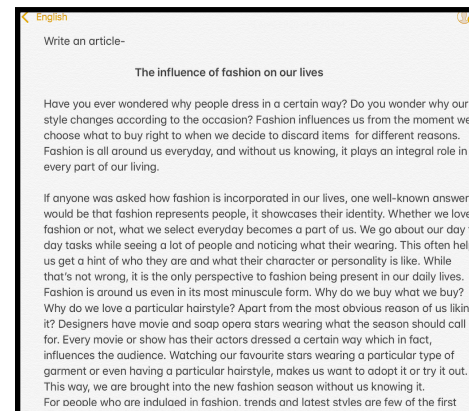 English
Write an article-
The influence of fashion on our lives
Have you ever wondered why people dress in a certain way? Do you wonder why our
style changes according to the occasion? Fashion influences us from the moment we
choose what to buy right to when we decide to discard items for different reasons.
Fashion is all around us everyday, and without us knowing, it plays an integral role in
every part of our living.
If anyone was asked how fashion is incorporated in our lives, one well-known answer
would be that fashion represents people, it showcases their identity. Whether we love
fashion or not, what we select everyday becomes a part of us. We go about our day
day tasks while seeing a lot of people and noticing what their wearing. This often
us get a hint of who they are and what their character or personality is like. While
that's not wrong, it is the only perspective to fashion being present in our daily lives.
Fashion is around us even in its most minuscule form. Why do we buy what we buy?
Why do we love a particular hairstyle? Apart from the most obvious reason of us
it? Designers have movie and soap opera stars wearing what the season should call
for. Every movie or show has their actors dressed a certain way which in fact,
influences the audience. Watching our favourite stars wearing a particular type of
garment or even having a particular hairstyle, makes us want to adopt it or try it out.
This way, we are brought into the new fashion season without us knowing it.
For people who are indulged in fashion, trends and latest styles are few of the first